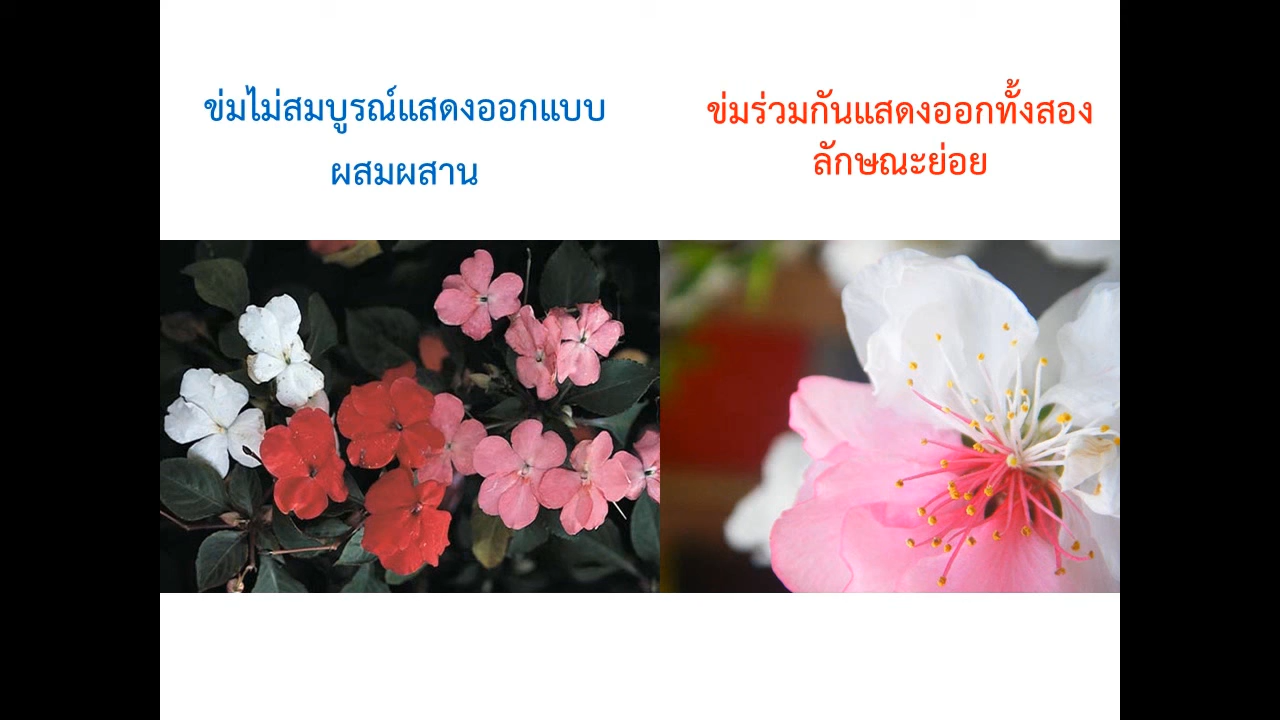 ข่มไม่สมบูรณ์แสดงออกแบบ
ผสมผสาน
ข่มร่วมกันแสดงออกทั้งสอง
ลักษณะย่อย